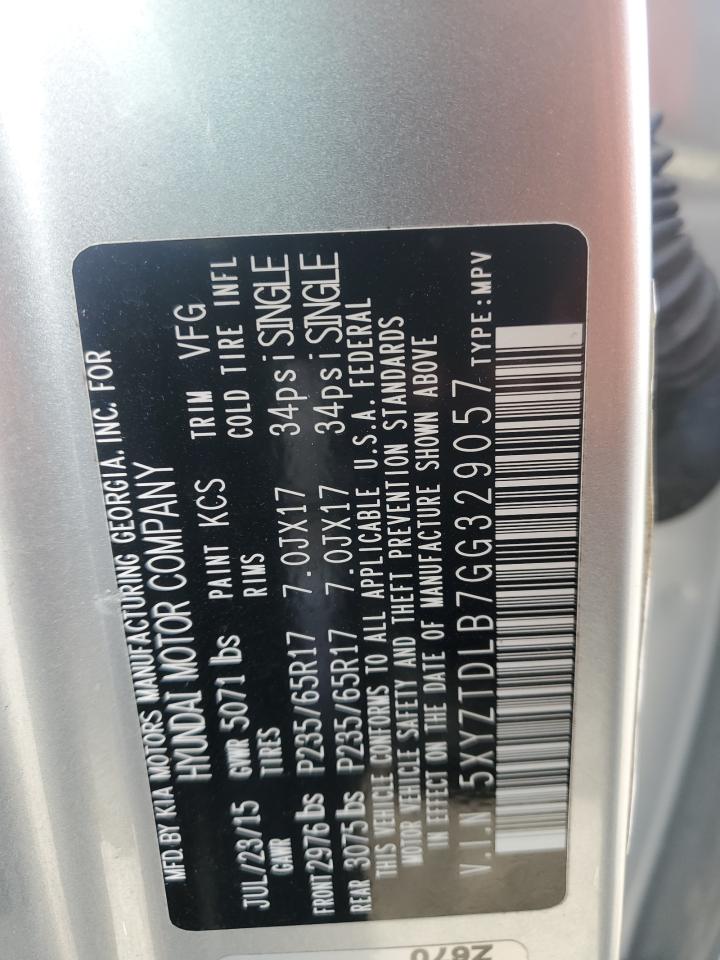 MFD. BY KIA MOTORS MANUFACTURING GEORGIA. INC. FOR
HYUNDAI MOTOR COMPANY
JUL/23/15 GVWR 5071 lbs PAINT KCS TRIM VFG
GAWR TIRES RIMS COLD TIRE INFL
FRONT 2976 lbs P235/65R17 7.0JX17 34psi SINGLE
REAR 3075 lbs P235/65R17 7.0JX17 34psi SINGLE
THIS VEHICLE CONFORMS TO ALL APPLICABLE U.S.A. FEDERAL
MOTOR VEHICLE SAFETY AND THEFT PREVENTION STANDARDS
IN EFFECT ON THE DATE OF MANUFACTURE SHOWN ABOVE
V.I.N 5XYZTDLB7GG329057 TYPE:MPV